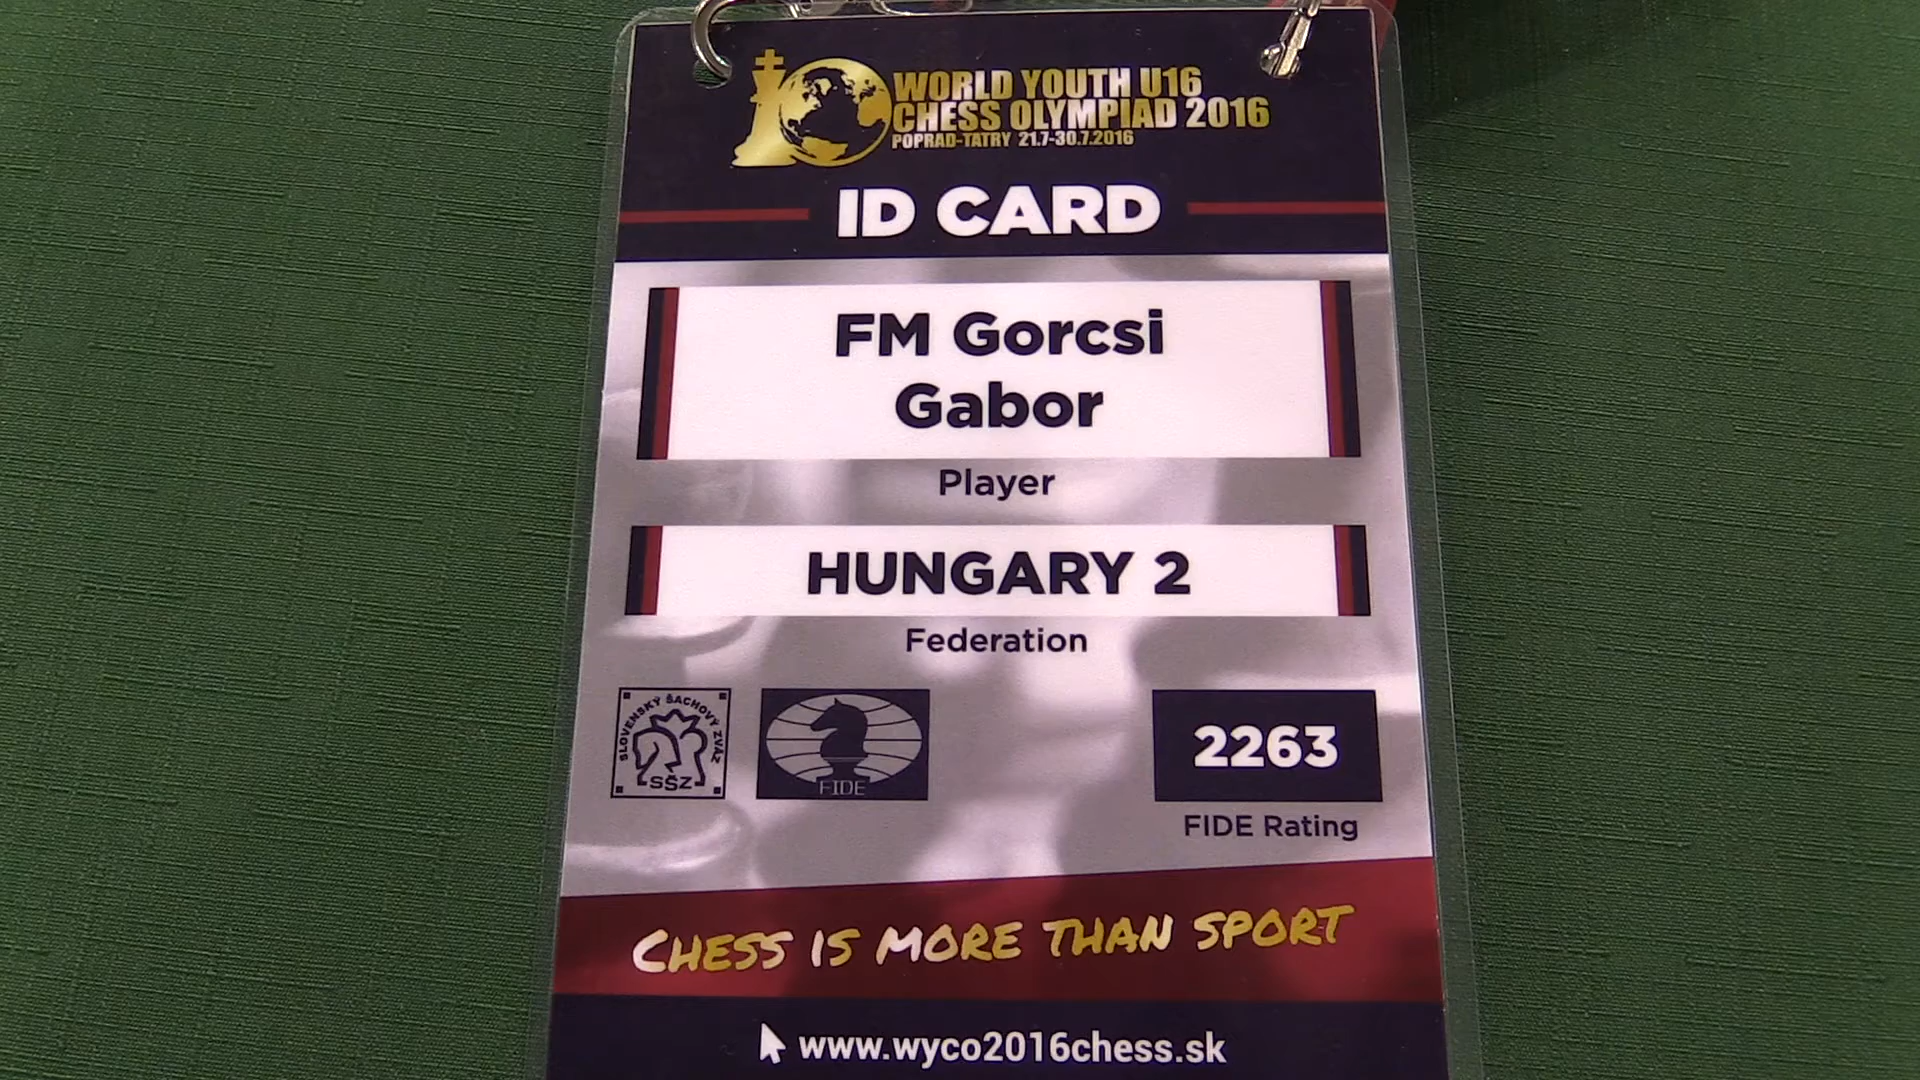 WORLD YOUTH U16
CHESS OLYMPIAD 2016
POPRAD-TATRY 21.7-30.7.2016
ID CARD
FM Gorcsi
Gabor
Player
HUNGARY 2
Federation
SLOVENSKÝ ŠACHOVÝ ZVÄZ
SŠZ
FIDE
2263
FIDE Rating
CHESS IS MORE THAN SPORT
www.wyco2016chess.sk